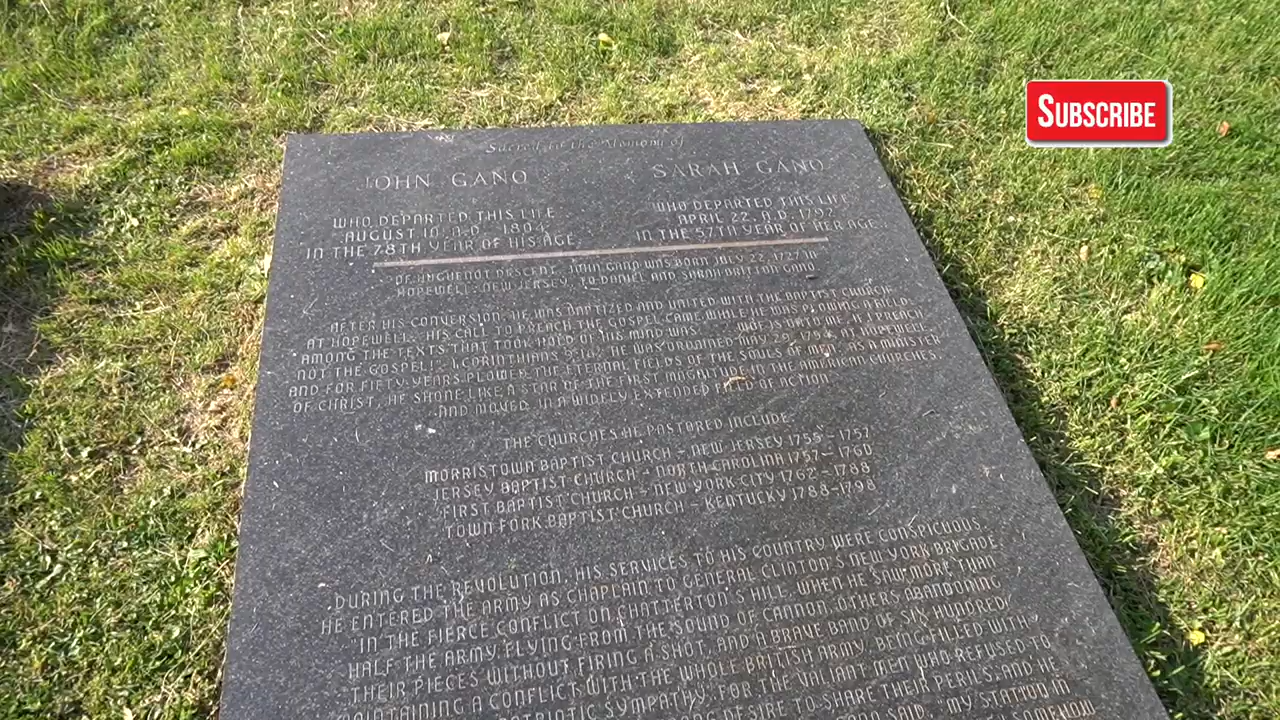 SUBSCRIBE
Sacred to the Memory of
JOHN GANO
WHO DEPARTED THIS LIFE
AUGUST 10, A.D. 1804
IN THE 78TH YEAR OF HIS AGE
SARAH GANO
WHO DEPARTED THIS LIFE
APRIL 22, A.D. 1792
IN THE 57TH YEAR OF HER AGE
OF HUGUENOT DESCENT, JOHN GANO WAS BORN JULY 22, 1727 IN
HOPEWELL, NEW JERSEY, TO DANIEL AND SARAH BRITTON GANO
AFTER HIS CONVERSION, HE WAS BAPTIZED AND UNITED WITH THE BAPTIST CHURCH
AT HOPEWELL. HIS CALL TO PREACH THE GOSPEL CAME WHILE HE WAS PLOWING A FIELD.
AMONG THE TEXTS THAT TOOK HOLD OF HIS MIND WAS WOE IS UNTO ME IF I PREACH
NOT THE GOSPEL! - I CORINTHIANS 9:16. HE WAS ORDAINED MAY 29, 1754, AT HOPEWELL,
AND FOR FIFTY YEARS PLOWED THE ETERNAL FIELDS OF THE SOULS OF MEN. AS A MINISTER
OF CHRIST, HE SHONE LIKE A STAR OF THE FIRST MAGNITUDE IN THE AMERICAN CHURCHES,
AND MOVED IN A WIDELY EXTENDED FIELD OF ACTION.
THE CHURCHES HE PASTORED INCLUDE:
MORRISTOWN BAPTIST CHURCH - NEW JERSEY 1755 - 1757
JERSEY BAPTIST CHURCH - NORTH CAROLINA 1757 - 1760
FIRST BAPTIST CHURCH - NEW YORK CITY 1762 - 1788
TOWN FORK BAPTIST CHURCH - KENTUCKY 1788-1798
DURING THE REVOLUTION, HIS SERVICES TO HIS COUNTRY WERE CONSPICUOUS.
HE ENTERED THE ARMY AS CHAPLAIN TO GENERAL CLINTON'S NEW YORK BRIGADE.
IN THE FIERCE CONFLICT ON CHATTERTON'S HILL, WHEN HE SAW MORE THAN
HALF THE ARMY FLYING FROM THE SOUND OF CANNON, OTHERS ABANDONING
THEIR PIECES WITHOUT FIRING A SHOT, AND A BRAVE BAND OF SIX HUNDRED
MAINTAINING A CONFLICT WITH THE WHOLE BRITISH ARMY, BEING FILLED WITH
PATRIOTIC SYMPATHY FOR THE VALIANT MEN WHO REFUSED TO
DESIRE TO SHARE THEIR PERILS, AND HE
SAID, "MY STATION IN
SOMEHOW